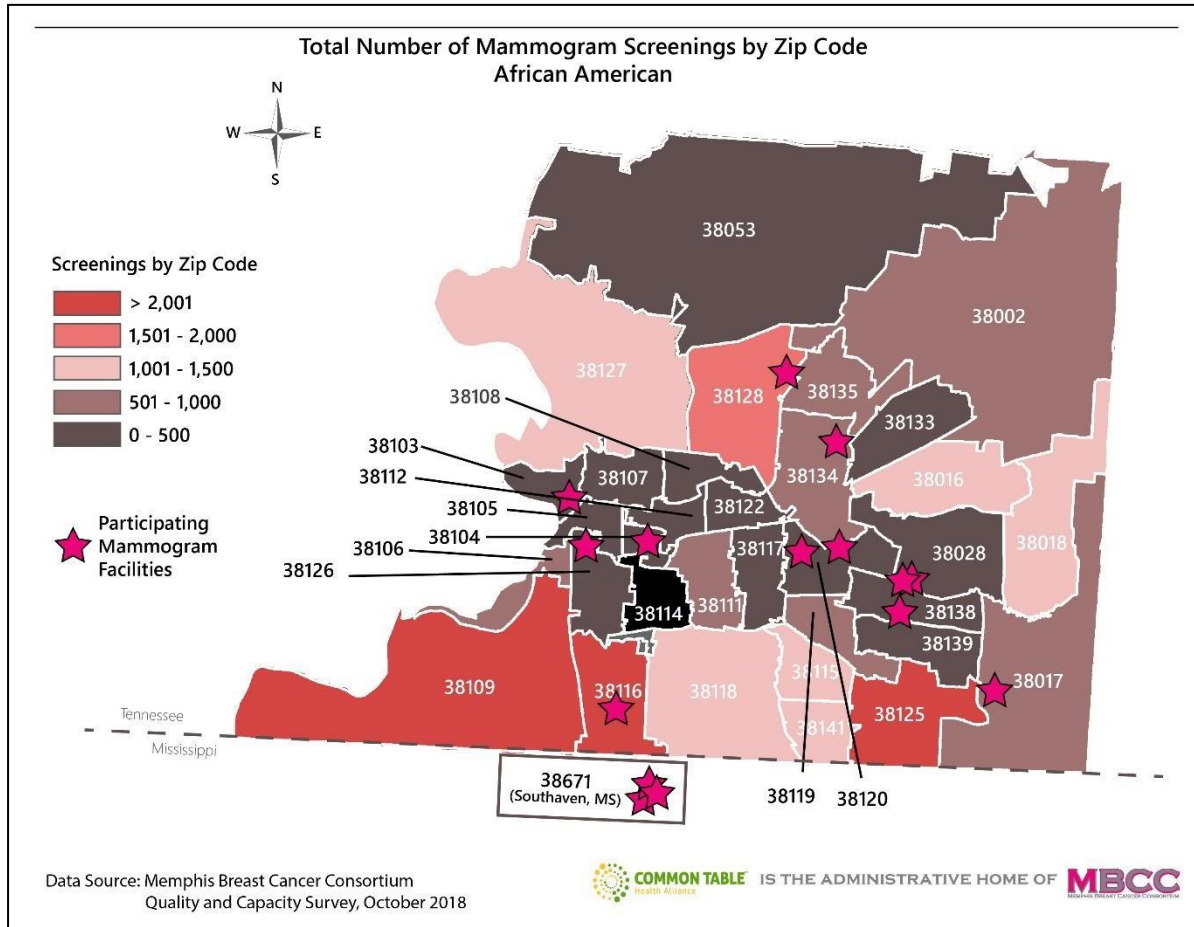 Total Number of Mammogram Screenings by Zip Code
African American
N
W E
S
Screenings by Zip Code
> 2,001
1,501 - 2,000
1,001 - 1,500
501 - 1,000
0 - 500
Participating
Mammogram
Facilities
38053
38002
38127
38128
38135
38108
38133
38103
38107
38134
38016
38112
38105
38122
38104
38117
38028
38018
38106
38126
38114
38111
38138
38139
38109
38116
38118
38115
38125
38017
38141
Tennessee
Mississippi
38671
(Southaven, MS)
38119
38120
Data Source: Memphis Breast Cancer Consortium
Quality and Capacity Survey, October 2018
COMMON TABLE
Health Alliance
IS THE ADMINISTRATIVE HOME OF
MBCC
MEMPHIS BREAST CANCER CONSORTIUM